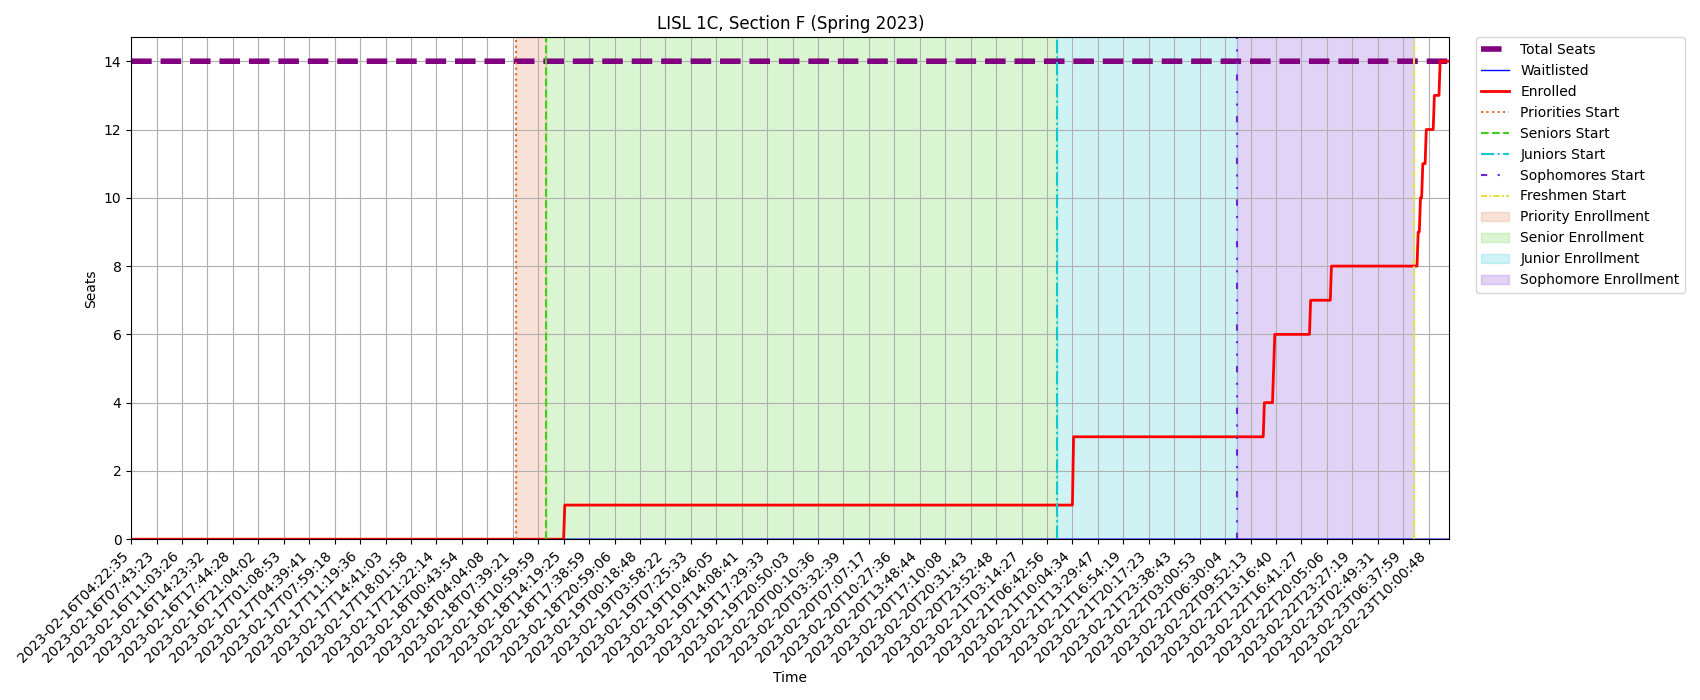 LISL 1C, Section F (Spring 2023)
Seats
14
12
10
8
6
4
2
0
2023-02-16T04:22:35
2023-02-16T07:43:23
2023-02-16T11:03:26
2023-02-16T14:23:32
2023-02-16T17:44:28
2023-02-16T21:04:02
2023-02-17T01:08:53
2023-02-17T04:39:41
2023-02-17T07:59:18
2023-02-17T11:19:36
2023-02-17T14:41:03
2023-02-17T18:01:58
2023-02-17T21:22:14
2023-02-18T00:43:54
2023-02-18T04:04:08
2023-02-18T07:39:21
2023-02-18T10:59:59
2023-02-18T14:19:25
2023-02-18T17:38:59
2023-02-18T20:59:06
2023-02-19T00:18:48
2023-02-19T03:58:22
2023-02-19T07:25:33
2023-02-19T10:46:05
2023-02-19T14:08:41
2023-02-19T17:29:33
2023-02-19T20:50:03
2023-02-20T00:10:36
2023-02-20T03:32:39
2023-02-20T07:07:17
2023-02-20T10:27:36
2023-02-20T13:48:44
2023-02-20T17:10:08
2023-02-20T20:31:43
2023-02-20T23:52:48
2023-02-21T03:14:27
2023-02-21T06:42:56
2023-02-21T10:04:34
2023-02-21T13:29:47
2023-02-21T16:54:19
2023-02-21T20:17:23
2023-02-21T23:38:43
2023-02-22T03:00:53
2023-02-22T06:30:04
2023-02-22T09:52:13
2023-02-22T13:16:40
2023-02-22T16:41:27
2023-02-22T20:05:06
2023-02-22T23:27:19
2023-02-23T02:49:31
2023-02-23T06:37:59
2023-02-23T10:00:48
Time
Total Seats
Waitlisted
Enrolled
Priorities Start
Seniors Start
Juniors Start
Sophomores Start
Freshmen Start
Priority Enrollment
Senior Enrollment
Junior Enrollment
Sophomore Enrollment